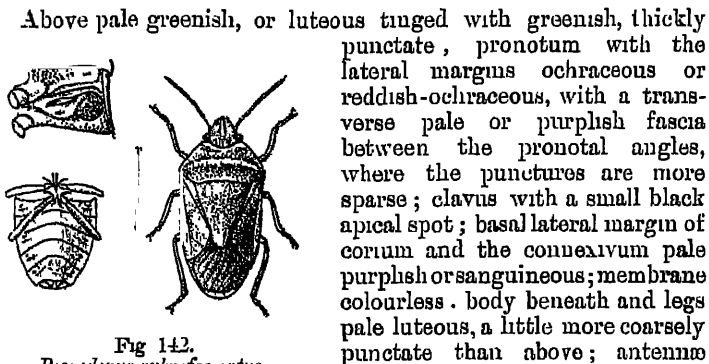 Above pale greenish, or luteous tinged with greenish, thickly
punctate, pronotum with the
lateral margins ochraceous or
reddish-ochraceous, with a trans-
verse pale or purplish fascia
between the pronotal angles,
where the punctures are more
sparse; clavus with a small black
apical spot; basal lateral margin of
corium and the connexivum pale
purplish or sanguineous; membrane
colourless. body beneath and legs
pale luteous, a little more coarsely
punctate than above; antennæ
Fig 142.